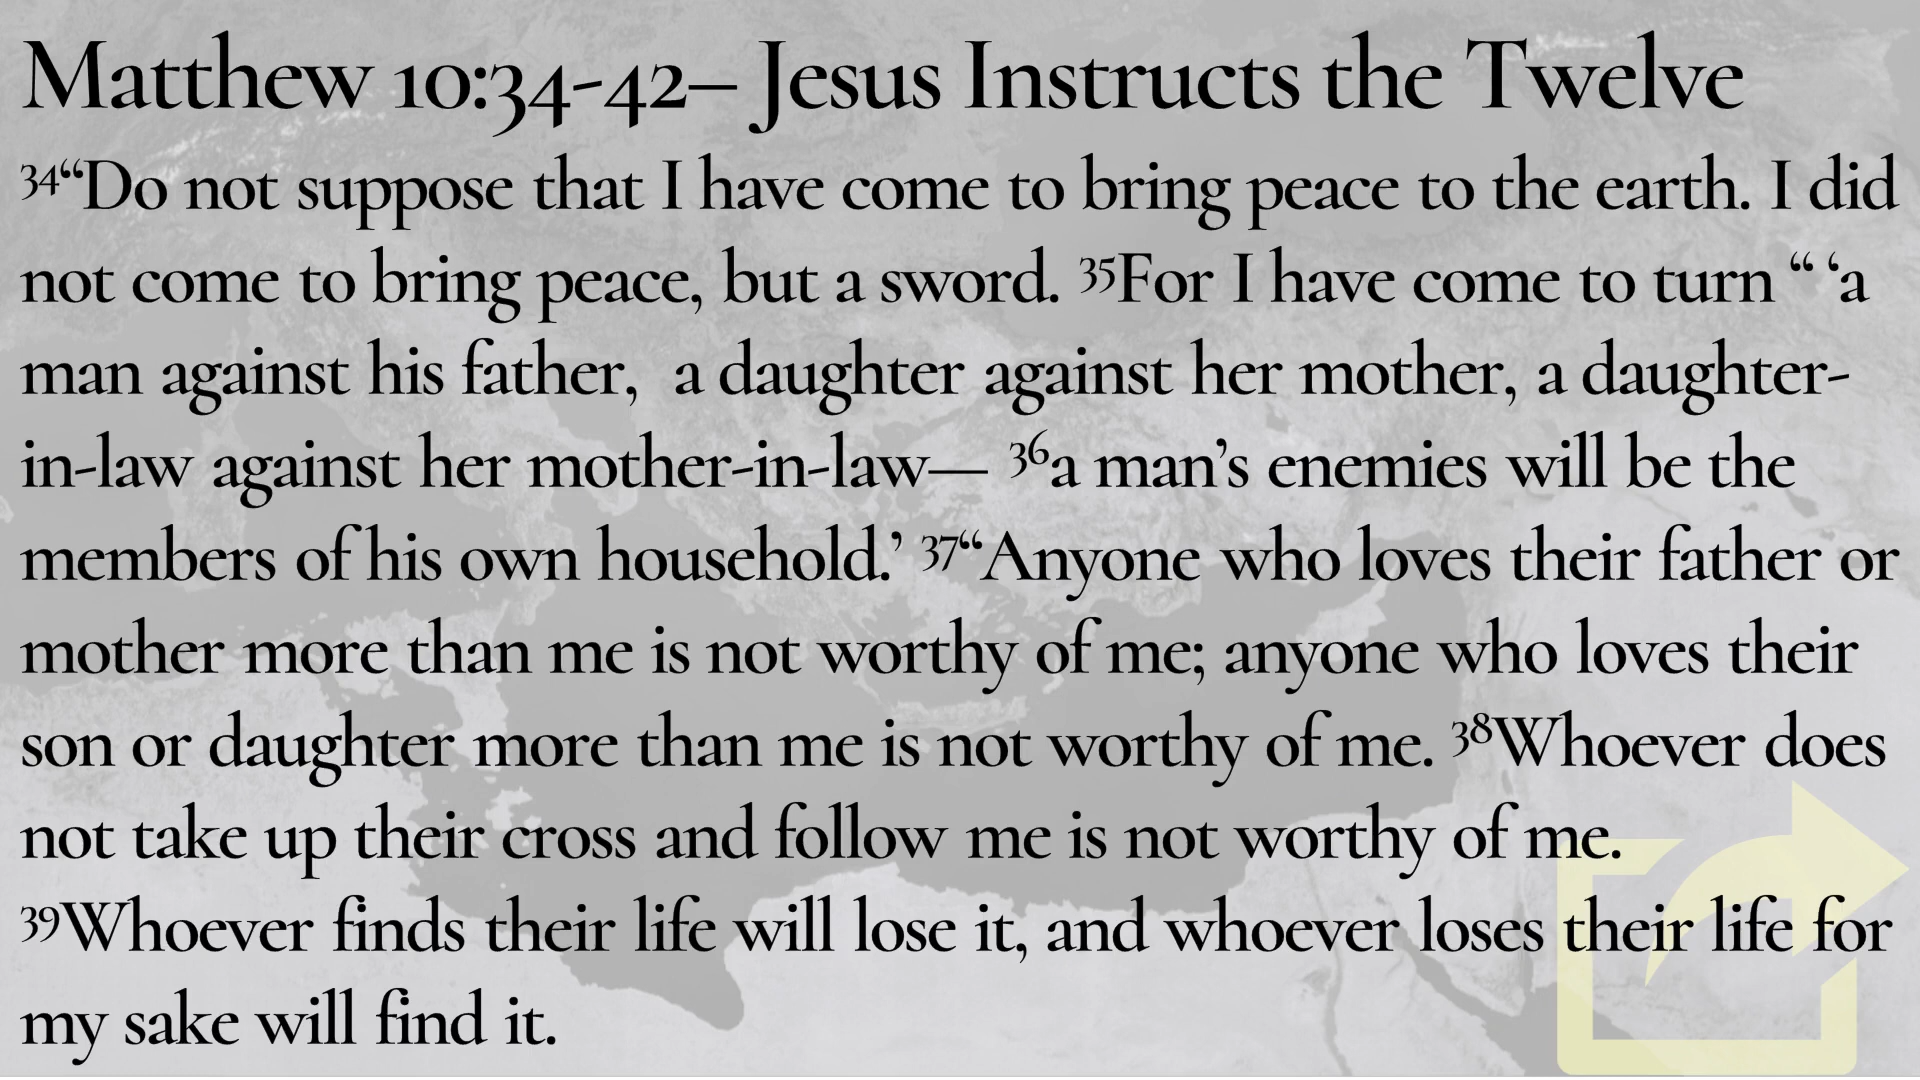 Matthew 10:34-42– Jesus Instructs the Twelve
34“Do not suppose that I have come to bring peace to the earth. I did
not come to bring peace, but a sword. 35For I have come to turn “ ‘a
man against his father,  a daughter against her mother, a daughter-
in-law against her mother-in-law— 36a man’s enemies will be the
members of his own household.’ 37“Anyone who loves their father or
mother more than me is not worthy of me; anyone who loves their
son or daughter more than me is not worthy of me. 38Whoever does
not take up their cross and follow me is not worthy of me.
39Whoever finds their life will lose it, and whoever loses their life for
my sake will find it.